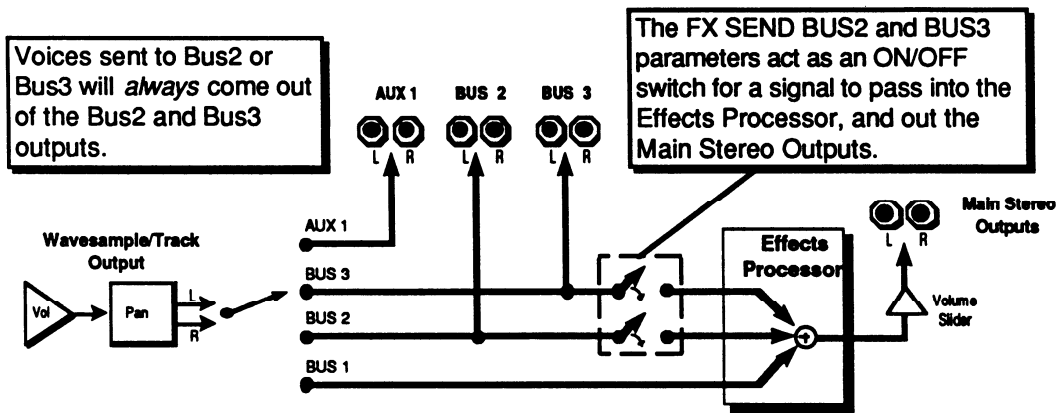 Voices sent to Bus2 or
Bus3 will always come out
of the Bus2 and Bus3
outputs.
The FX SEND BUS2 and BUS3
parameters act as an ON/OFF
switch for a signal to pass into the
Effects Processor, and out the
Main Stereo Outputs.
AUX 1 BUS 2 BUS 3
L R L R L R
Main Stereo
Outputs
L R
AUX 1
Wavesample/Track
Output
Effects
Processor
BUS 3
Vol
Pan
L
R
Volume
Slider
BUS 2
+
BUS 1